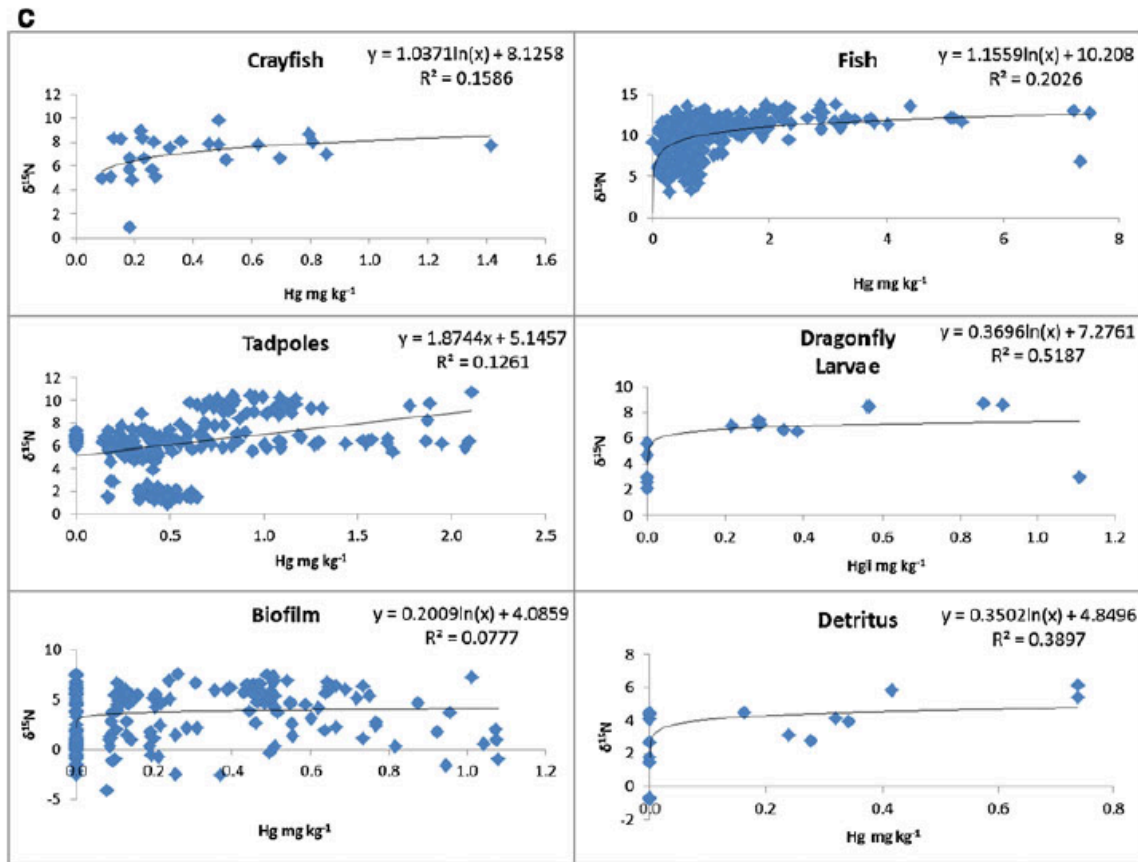 C
Crayfish
y = 1.0371ln(x) + 8.1258
R² = 0.1586
12
10
8
6
4
2
0
δ¹⁵N
0.0 0.2 0.4 0.6 0.8 1.0 1.2 1.4 1.6
Hg mg kg⁻¹
Fish
y = 1.1559ln(x) + 10.208
R² = 0.2026
15
10
5
0
δ¹⁵N
0 2 4 6 8
Hg mg kg⁻¹
Tadpoles
y = 1.8744x + 5.1457
R² = 0.1261
12
10
8
6
4
2
0
δ¹⁵N
0.0 0.5 1.0 1.5 2.0 2.5
Hg mg kg⁻¹
Dragonfly
Larvae
y = 0.3696ln(x) + 7.2761
R² = 0.5187
10
8
6
4
2
0
δ¹⁵N
0.0 0.2 0.4 0.6 0.8 1.0 1.2
Hgl mg kg⁻¹
Biofilm
y = 0.2009ln(x) + 4.0859
R² = 0.0777
10
5
0
-5
δ¹⁵N
0.0 0.2 0.4 0.6 0.8 1.0 1.2
Hg mg kg⁻¹
Detritus
y = 0.3502ln(x) + 4.8496
R² = 0.3897
8
6
4
2
0
-2
δ¹⁵N
0.0 0.2 0.4 0.6 0.8
Hg mg kg⁻¹